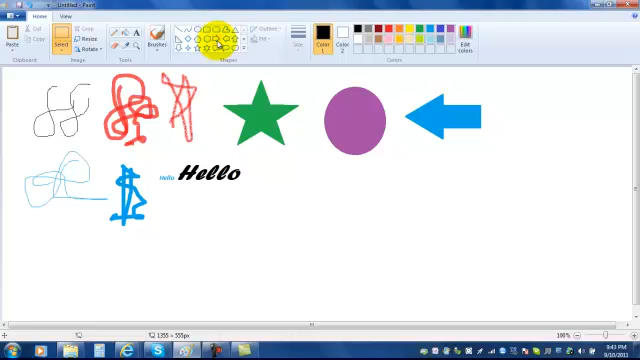 Untitled - Paint
Home View
Paste
Cut
Copy
Select
Crop
Resize
Rotate
Brushes
Outline
Fill
Size
Color 1
Color 2
Edit colors
Clipboard Image Tools Shapes Colors
Hello Hello
1355 × 555px
100%
9:43 PM
9/10/2011